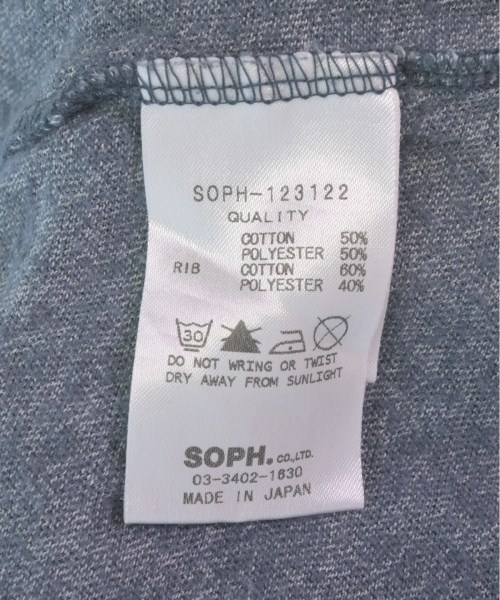 SOPH-123122
QUALITY
COTTON 50%
POLYESTER 50%
RIB COTTON 60%
POLYESTER 40%
30
DO NOT WRING OR TWIST
DRY AWAY FROM SUNLIGHT
SOPH. CO.,LTD.
03-3402-1630
MADE IN JAPAN